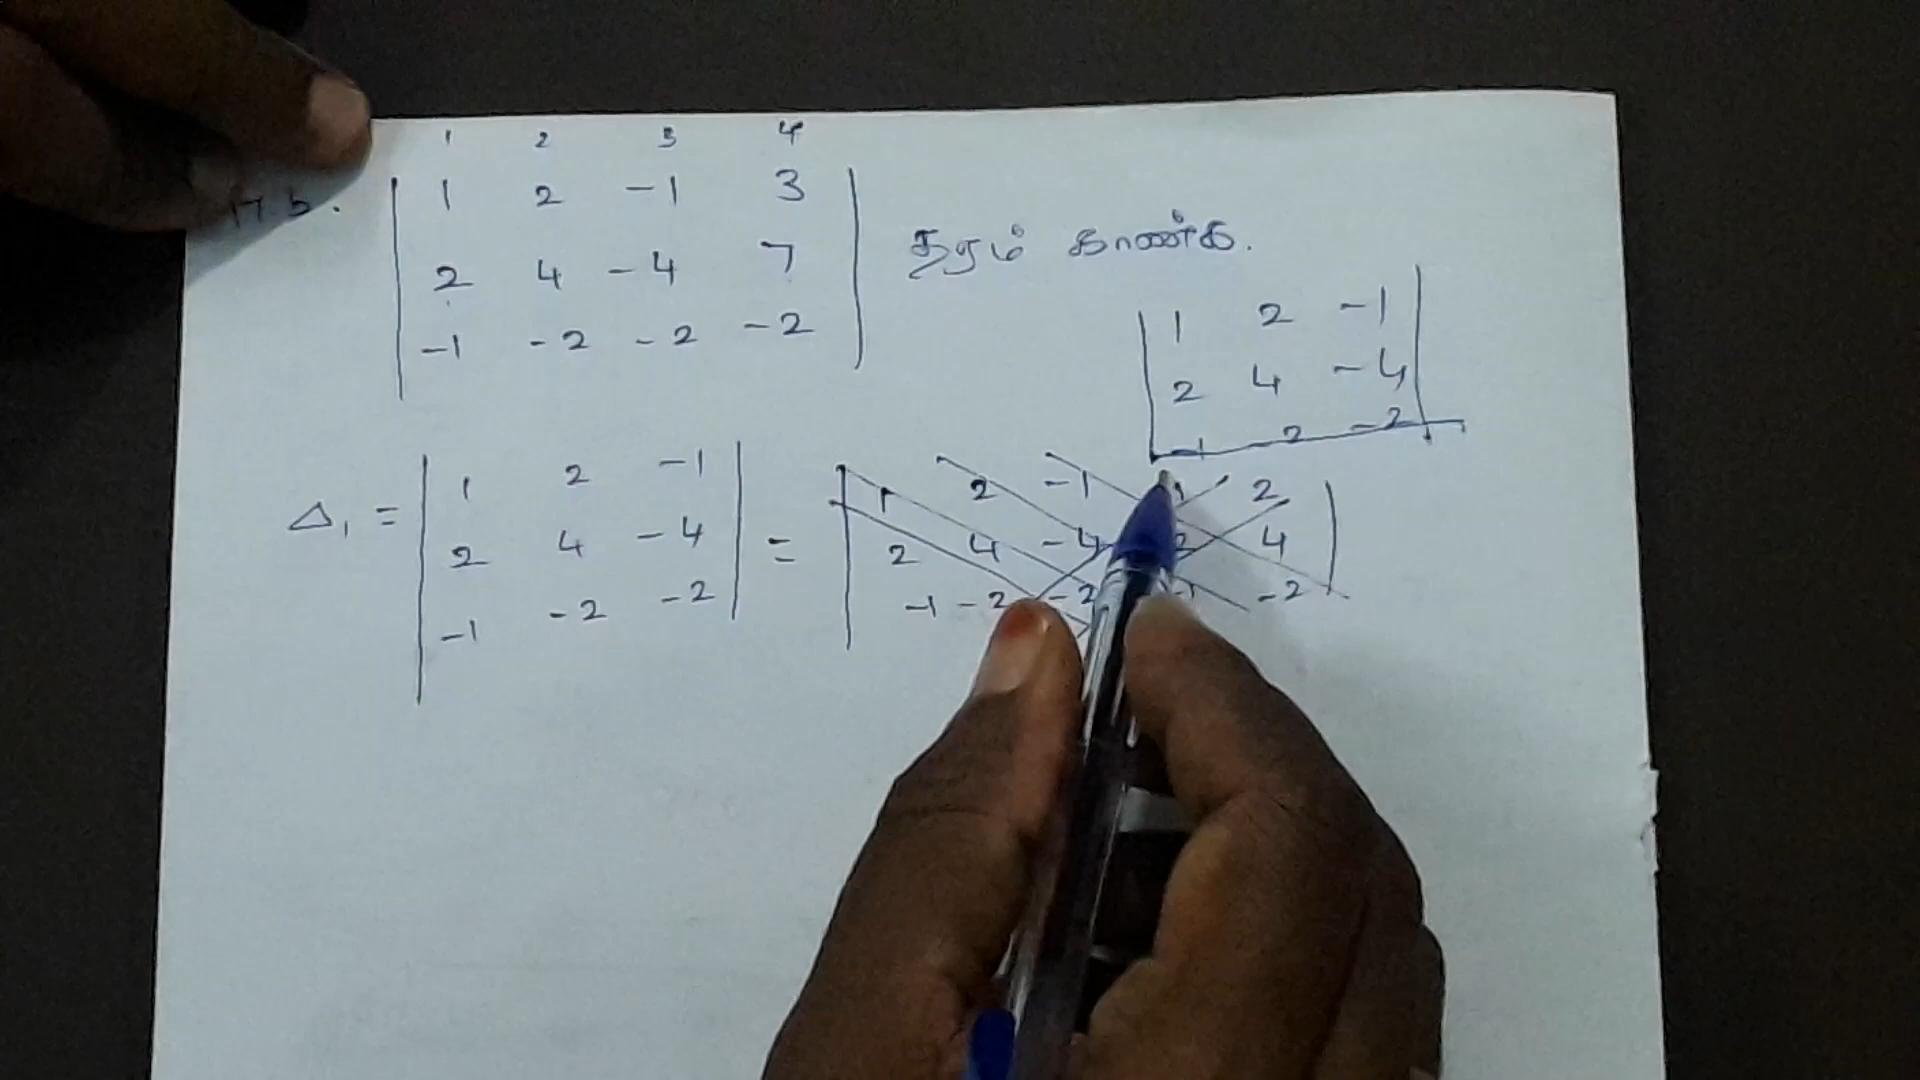 1 2 3 4
17.b. | 1 2 -1 3 |
| 2 4 -4 7 | தரம் காண்க.
| -1 -2 -2 -2 |
| 1 2 -1 |
| 2 4 -4 |
| -1 -2 -2 |
Δ₁ = | 1 2 -1 | = | 1 2 -1 1 2 |
| 2 4 -4 | | 2 4 -4 2 4 |
| -1 -2 -2 | | -1 -2 -2 -1 -2 |